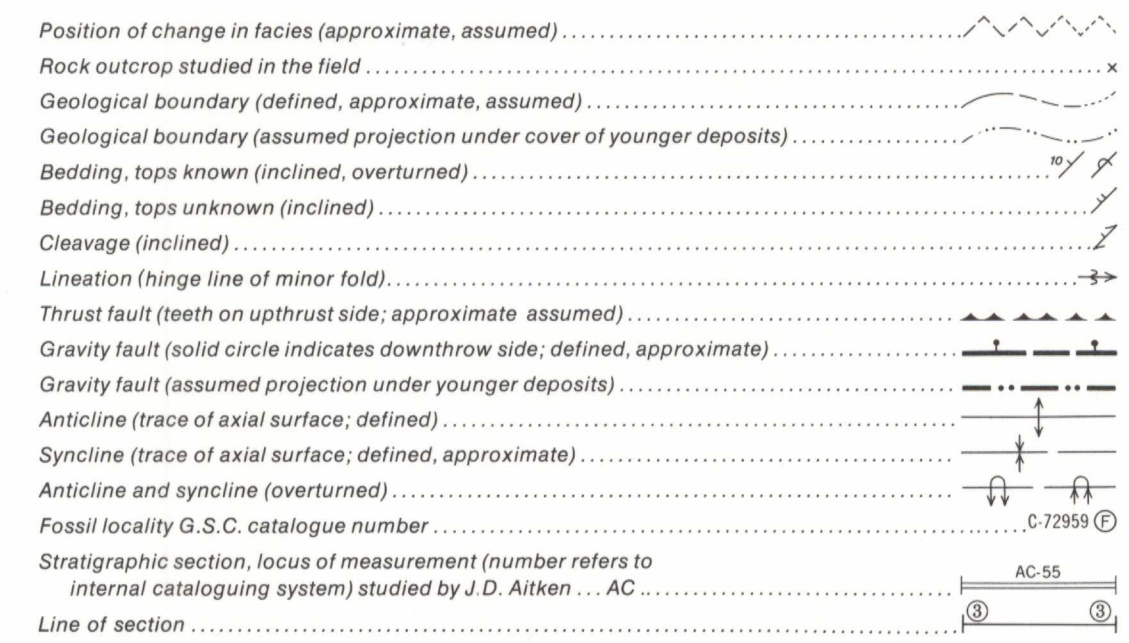 Position of change in facies (approximate, assumed)
Rock outcrop studied in the field x
Geological boundary (defined, approximate, assumed)
Geological boundary (assumed projection under cover of younger deposits)
Bedding, tops known (inclined, overturned) 10
Bedding, tops unknown (inclined)
Cleavage (inclined)
Lineation (hinge line of minor fold)
Thrust fault (teeth on upthrust side; approximate assumed)
Gravity fault (solid circle indicates downthrow side; defined, approximate)
Gravity fault (assumed projection under younger deposits)
Anticline (trace of axial surface; defined)
Syncline (trace of axial surface; defined, approximate)
Anticline and syncline (overturned)
Fossil locality G.S.C. catalogue number C-72959 F
Stratigraphic section, locus of measurement (number refers to
internal cataloguing system) studied by J.D. Aitken ... AC AC-55
Line of section 3 3